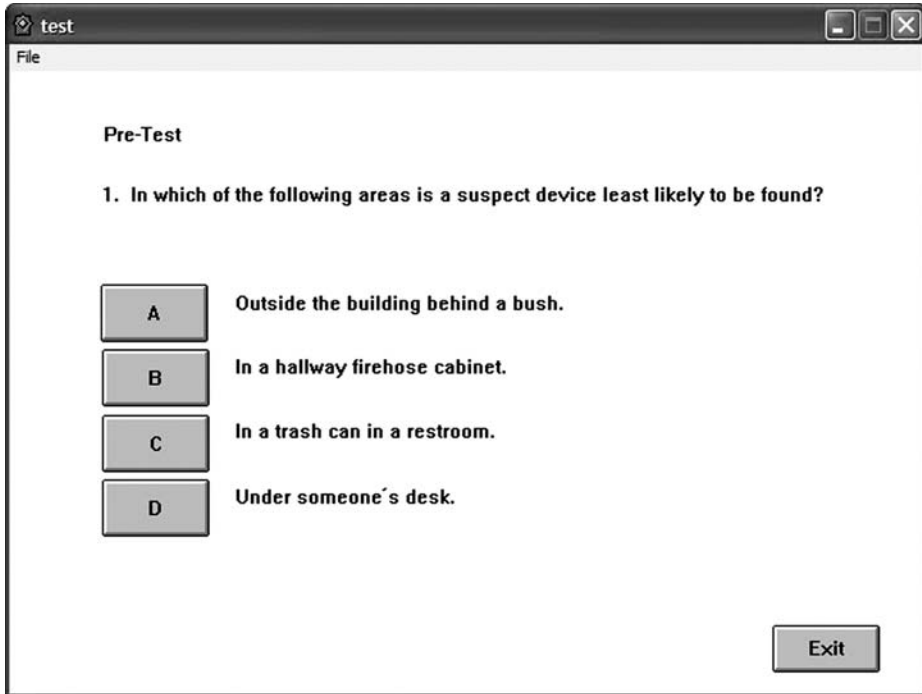 test
File
Pre-Test
1. In which of the following areas is a suspect device least likely to be found?
A Outside the building behind a bush.
B In a hallway firehose cabinet.
C In a trash can in a restroom.
D Under someone´s desk.
Exit